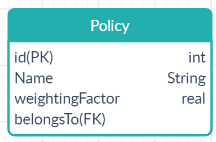 Policy
id(PK) int
Name String
weightingFactor real
belongsTo(FK)